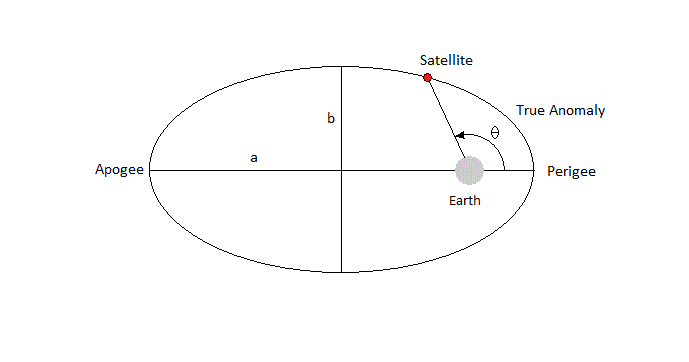 Satellite
True Anomaly
b
θ
a
Apogee
Perigee
Earth